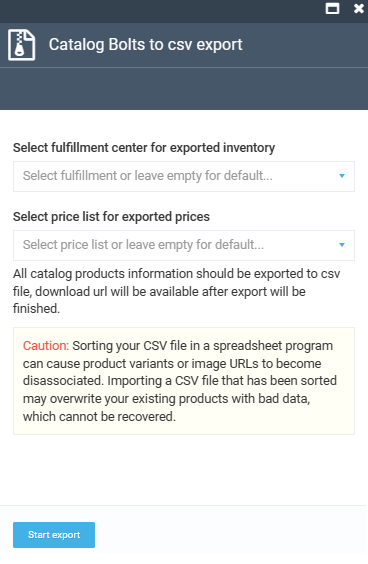 Catalog Bolts to csv export
Select fulfillment center for exported inventory
Select fulfillment or leave empty for default...
Select price list for exported prices
Select price list or leave empty for default...
All catalog products information should be exported to csv
file, download url will be available after export will be
finished.
Caution: Sorting your CSV file in a spreadsheet program
can cause product variants or image URLs to become
disassociated. Importing a CSV file that has been sorted
may overwrite your existing products with bad data,
which cannot be recovered.
Start export